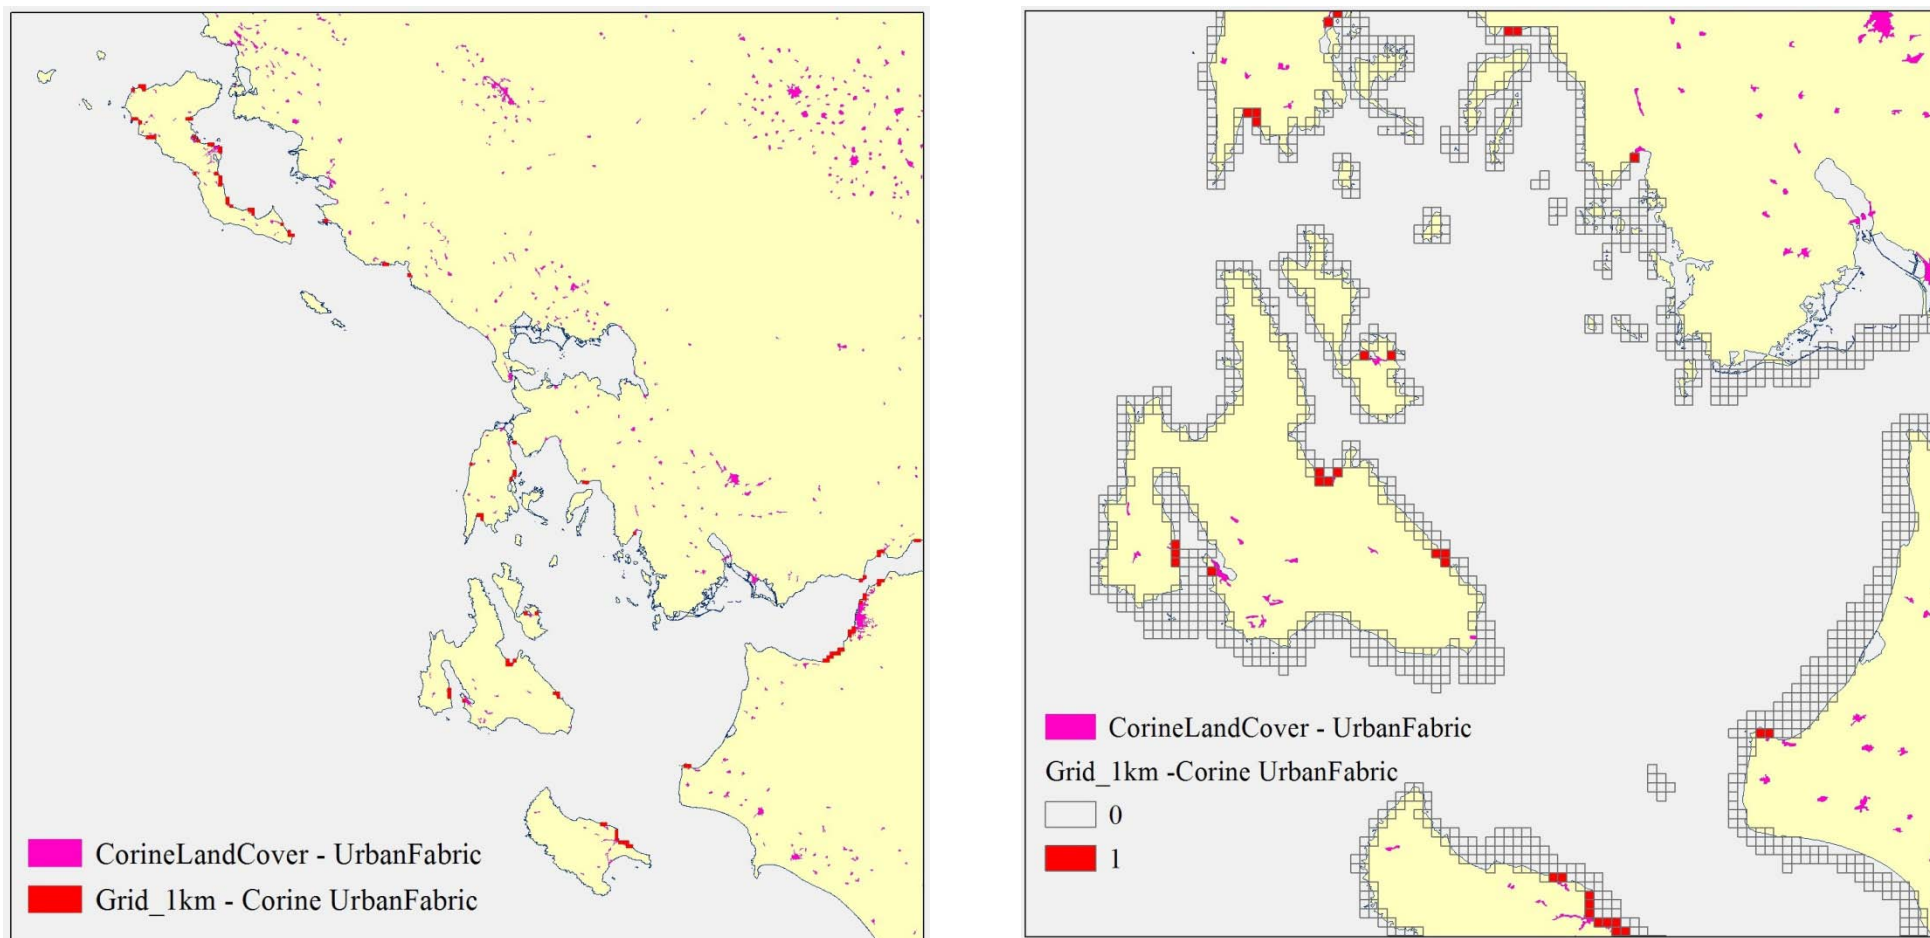 CorineLandCover - UrbanFabric
Grid_1km - Corine UrbanFabric
CorineLandCover - UrbanFabric
Grid_1km -Corine UrbanFabric
0
1